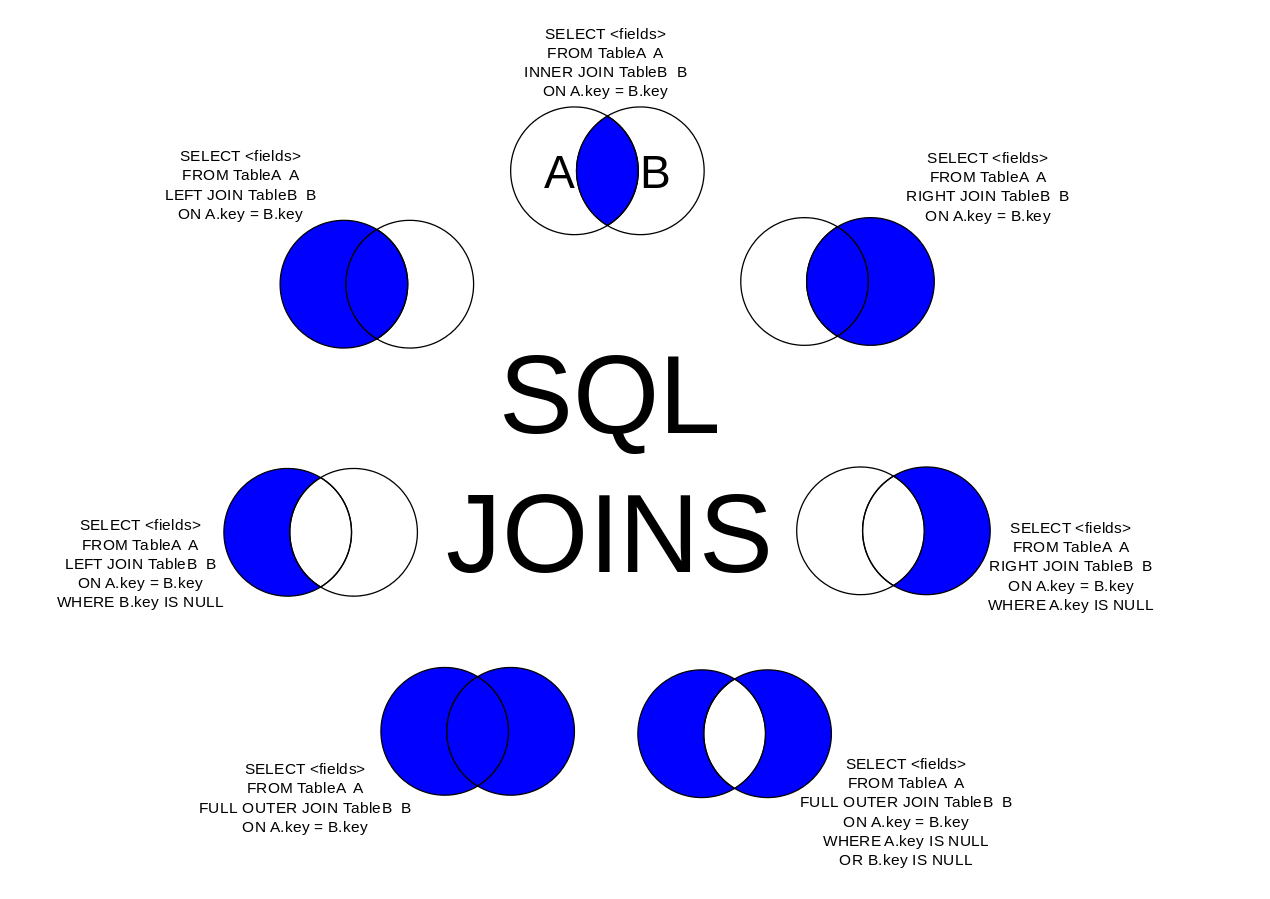 SELECT <fields>
FROM TableA A
INNER JOIN TableB B
ON A.key = B.key
A B
SELECT <fields>
FROM TableA A
LEFT JOIN TableB B
ON A.key = B.key
SELECT <fields>
FROM TableA A
RIGHT JOIN TableB B
ON A.key = B.key
SQL
JOINS
SELECT <fields>
FROM TableA A
LEFT JOIN TableB B
ON A.key = B.key
WHERE B.key IS NULL
SELECT <fields>
FROM TableA A
RIGHT JOIN TableB B
ON A.key = B.key
WHERE A.key IS NULL
SELECT <fields>
FROM TableA A
FULL OUTER JOIN TableB B
ON A.key = B.key
SELECT <fields>
FROM TableA A
FULL OUTER JOIN TableB B
ON A.key = B.key
WHERE A.key IS NULL
OR B.key IS NULL